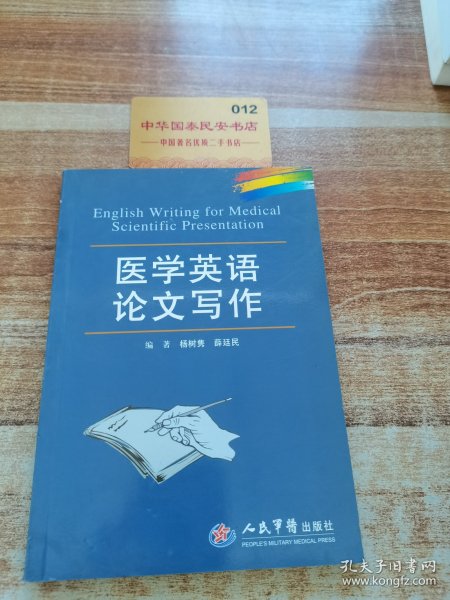 012
中华国泰民安书店
中国著名优质二手书店
English Writing for Medical
Scientific Presentation
医学英语
论文写作
编 著 杨树隽 薛廷民
人民军醫出版社
PEOPLE'S MILITARY MEDICAL PRESS
孔夫子旧书网
www.kongfz.com